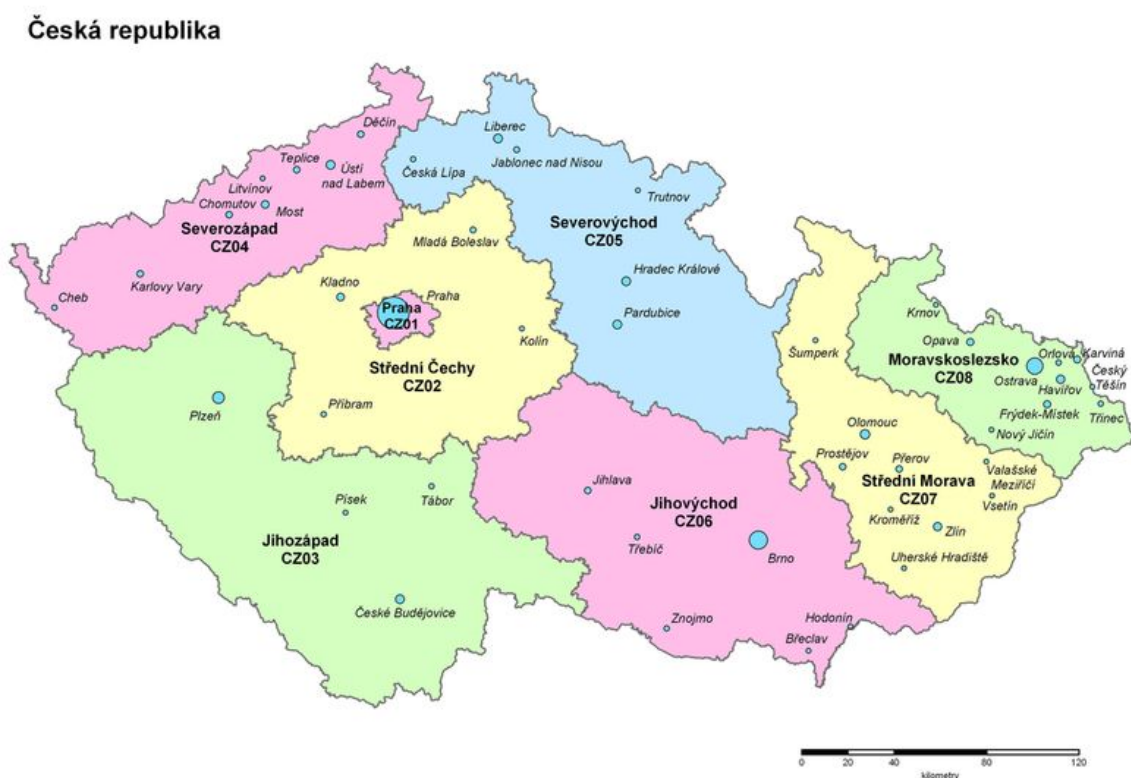 Česká republika
Děčín
Teplice
Ústí
nad Labem
Litvínov
Chomutov
Most
Severozápad
CZ04
Karlovy Vary
Cheb
Liberec
Jablonec nad Nisou
Česká Lípa
Trutnov
Severovýchod
CZ05
Hradec Králové
Pardubice
Mladá Boleslav
Kladno
Praha
Praha
CZ01
Kolín
Střední Čechy
CZ02
Příbram
Plzeň
Písek
Tábor
Jihozápad
CZ03
České Budějovice
Jihlava
Jihovýchod
CZ06
Třebíč
Brno
Znojmo
Hodonín
Břeclav
Šumperk
Olomouc
Prostějov
Přerov
Valašské
Meziříčí
Střední Morava
CZ07
Vsetín
Kroměříž
Zlín
Uherské Hradiště
Krnov
Opava
Orlová
Karviná
Moravskoslezsko
CZ08
Český
Těšín
Ostrava
Havířov
Frýdek-Místek
Třinec
Nový Jičín
0 20 40 80 120
kilometry